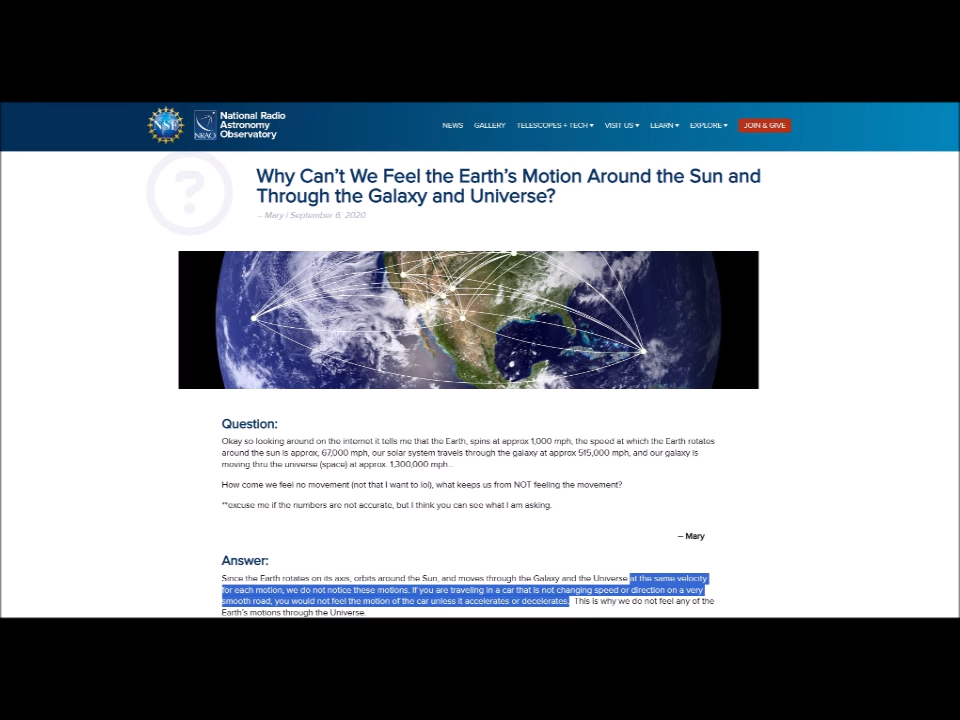 NSF
NRAO
National Radio
Astronomy
Observatory
NEWS GALLERY TELESCOPES + TECH VISIT US LEARN EXPLORE JOIN & GIVE
?
Why Can't We Feel the Earth's Motion Around the Sun and
Through the Galaxy and Universe?
– Mary | September 6, 2020
Question:
Okay so looking around on the internet it tells me that the Earth, spins at approx 1,000 mph, the speed at which the Earth rotates
around the sun is approx, 67,000 mph, our solar system travels through the galaxy at approx 515,000 mph, and our galaxy is
moving thru the universe (space) at approx. 1,300,000 mph...
How come we feel no movement (not that I want to lol), what keeps us from NOT feeling the movement?
**excuse me if the numbers are not accurate, but I think you can see what I am asking.
– Mary
Answer:
Since the Earth rotates on its axis, orbits around the Sun, and moves through the Galaxy and the Universe at the same velocity
for each motion, we do not notice these motions. If you are traveling in a car that is not changing speed or direction on a very
smooth road, you would not feel the motion of the car unless it accelerates or decelerates. This is why we do not feel any of the
Earth's motions through the Universe.